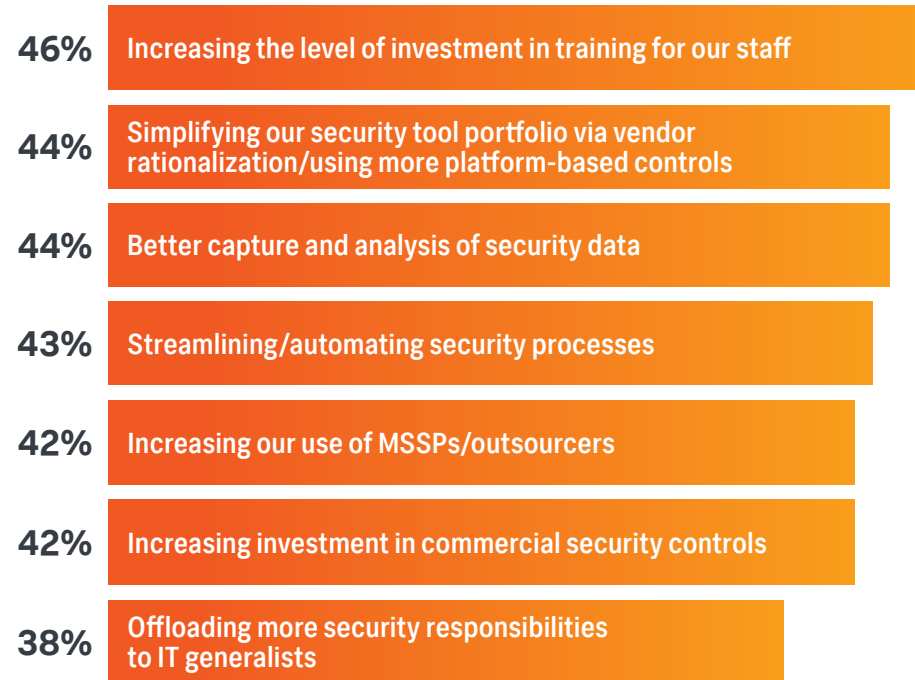 46% Increasing the level of investment in training for our staff
44% Simplifying our security tool portfolio via vendor
rationalization/using more platform-based controls
44% Better capture and analysis of security data
43% Streamlining/automating security processes
42% Increasing our use of MSSPs/outsourcers
42% Increasing investment in commercial security controls
38% Offloading more security responsibilities
to IT generalists